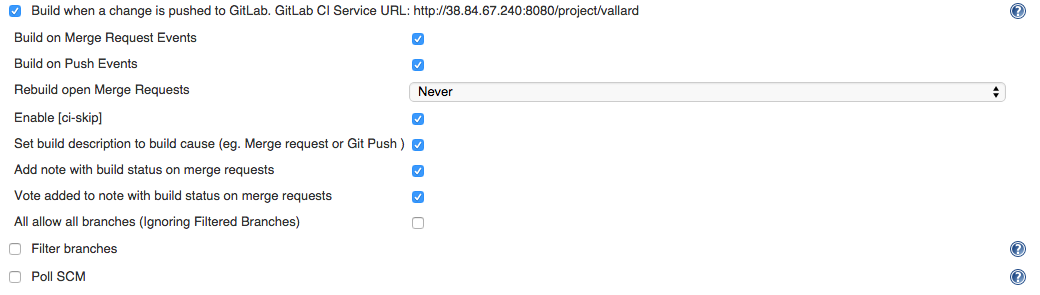 Build when a change is pushed to GitLab. GitLab CI Service URL: http://38.84.67.240:8080/project/vallard
Build on Merge Request Events
Build on Push Events
Rebuild open Merge Requests Never
Enable [ci-skip]
Set build description to build cause (eg. Merge request or Git Push )
Add note with build status on merge requests
Vote added to note with build status on merge requests
All allow all branches (Ignoring Filtered Branches)
Filter branches
Poll SCM